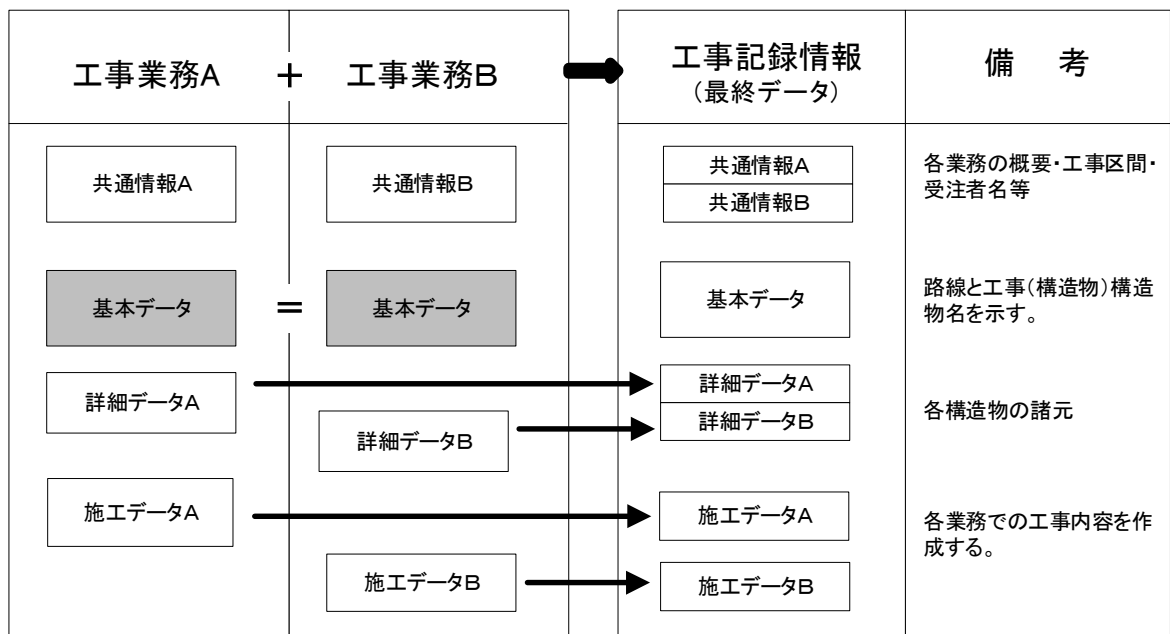 工事業務A + 工事業務B
工事記録情報
(最終データ)
備 考
共通情報A
共通情報B
共通情報A
共通情報B
各業務の概要・工事区間・
受注者名等
基本データ = 基本データ
基本データ
路線と工事(構造物)構造
物名を示す。
詳細データA
詳細データB
詳細データA
詳細データB
各構造物の諸元
施工データA
施工データB
施工データA
施工データB
各業務での工事内容を作
成する。